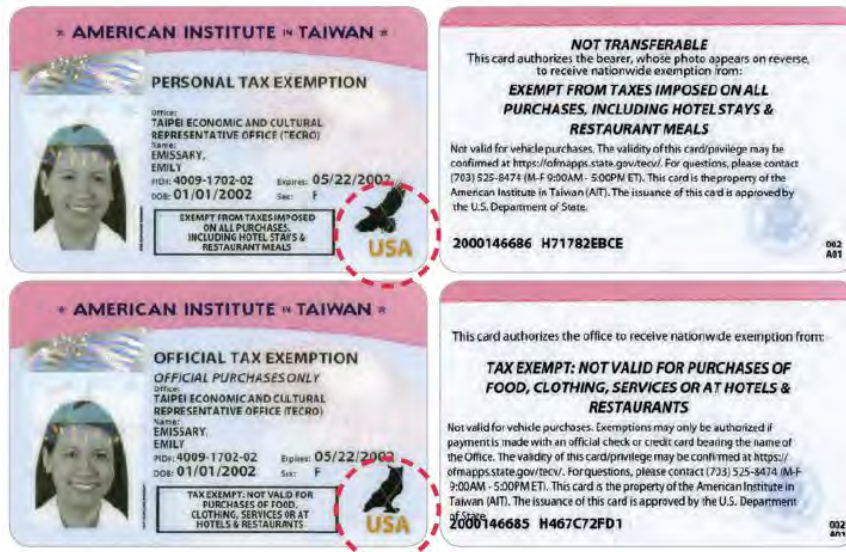 ★ AMERICAN INSTITUTE IN TAIWAN ★
PERSONAL TAX EXEMPTION
Office:
TAIPEI ECONOMIC AND CULTURAL
REPRESENTATIVE OFFICE (TECRO)
Name:
EMISSARY,
EMILY
PID#: 4009-1702-02 Expires: 05/22/2002
DOB: 01/01/2002 Sex: F
EXEMPT FROM TAXES IMPOSED
ON ALL PURCHASES,
INCLUDING HOTEL STAYS &
RESTAURANT MEALS
USA
NOT TRANSFERABLE
This card authorizes the bearer, whose photo appears on reverse,
to receive nationwide exemption from:
EXEMPT FROM TAXES IMPOSED ON ALL
PURCHASES, INCLUDING HOTEL STAYS &
RESTAURANT MEALS
Not valid for vehicle purchases. The validity of this card/privilege may be
confirmed at https://ofmapps.state.gov/tecv/. For questions, please contact
(703) 525-8474 (M-F 9:00AM - 5:00PM ET). This card is the property of the
American Institute in Taiwan (AIT). The issuance of this card is approved by
the U.S. Department of State.
2000146686 H71782EBCE
002
A01
★ AMERICAN INSTITUTE IN TAIWAN ★
OFFICIAL TAX EXEMPTION
OFFICIAL PURCHASES ONLY
Office:
TAIPEI ECONOMIC AND CULTURAL
REPRESENTATIVE OFFICE (TECRO)
Name:
EMISSARY,
EMILY
PID#: 4009-1702-02 Expires: 05/22/2002
DOB: 01/01/2002 Sex: F
TAX EXEMPT: NOT VALID FOR
PURCHASES OF FOOD,
CLOTHING, SERVICES OR AT
HOTELS & RESTAURANTS
USA
This card authorizes the office to receive nationwide exemption from:
TAX EXEMPT: NOT VALID FOR PURCHASES OF
FOOD, CLOTHING, SERVICES OR AT HOTELS &
RESTAURANTS
Not valid for vehicle purchases. Exemptions may only be authorized if
payment is made with an official check or credit card bearing the name of
the Office. The validity of this card/privilege may be confirmed at https://
ofmapps.state.gov/tecv/. For questions, please contact (703) 525-8474 (M-F
9:00AM - 5:00PM ET). This card is the property of the American Institute in
Taiwan (AIT). The issuance of this card is approved by the U.S. Department
of State.
2000146685 H467C72FD1
002
A01